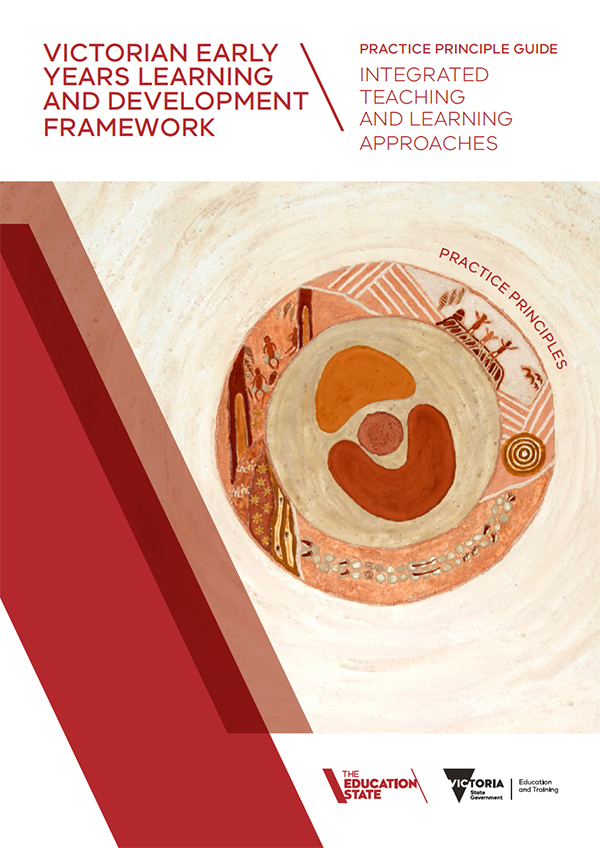 VICTORIAN EARLY
YEARS LEARNING
AND DEVELOPMENT
FRAMEWORK
PRACTICE PRINCIPLE GUIDE
INTEGRATED
TEACHING
AND LEARNING
APPROACHES
PRACTICE PRINCIPLES
THE
EDUCATION
STATE
VICTORIA
State
Government
Education
and Training